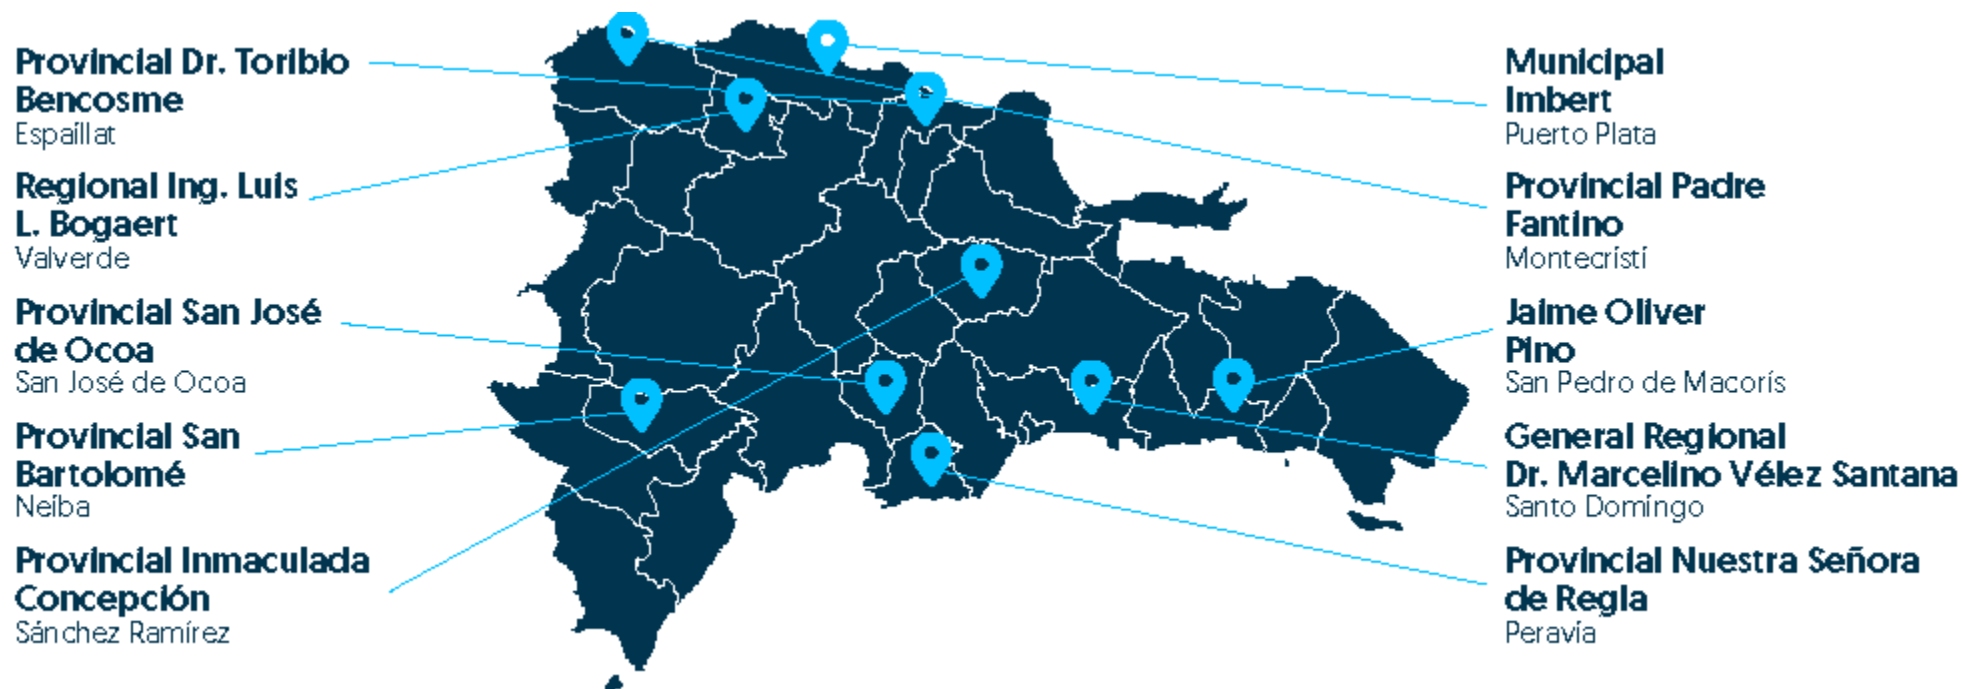 Provincial Dr. Toribio
Bencosme
Espaillat
Regional Ing. Luis
L. Bogaert
Valverde
Provincial San José
de Ocoa
San José de Ocoa
Provincial San
Bartolomé
Neiba
Provincial Inmaculada
Concepción
Sánchez Ramírez
Municipal
Imbert
Puerto Plata
Provincial Padre
Fantino
Montecristi
Jaime Oliver
Pino
San Pedro de Macorís
General Regional
Dr. Marcelino Vélez Santana
Santo Domingo
Provincial Nuestra Señora
de Regla
Peravia